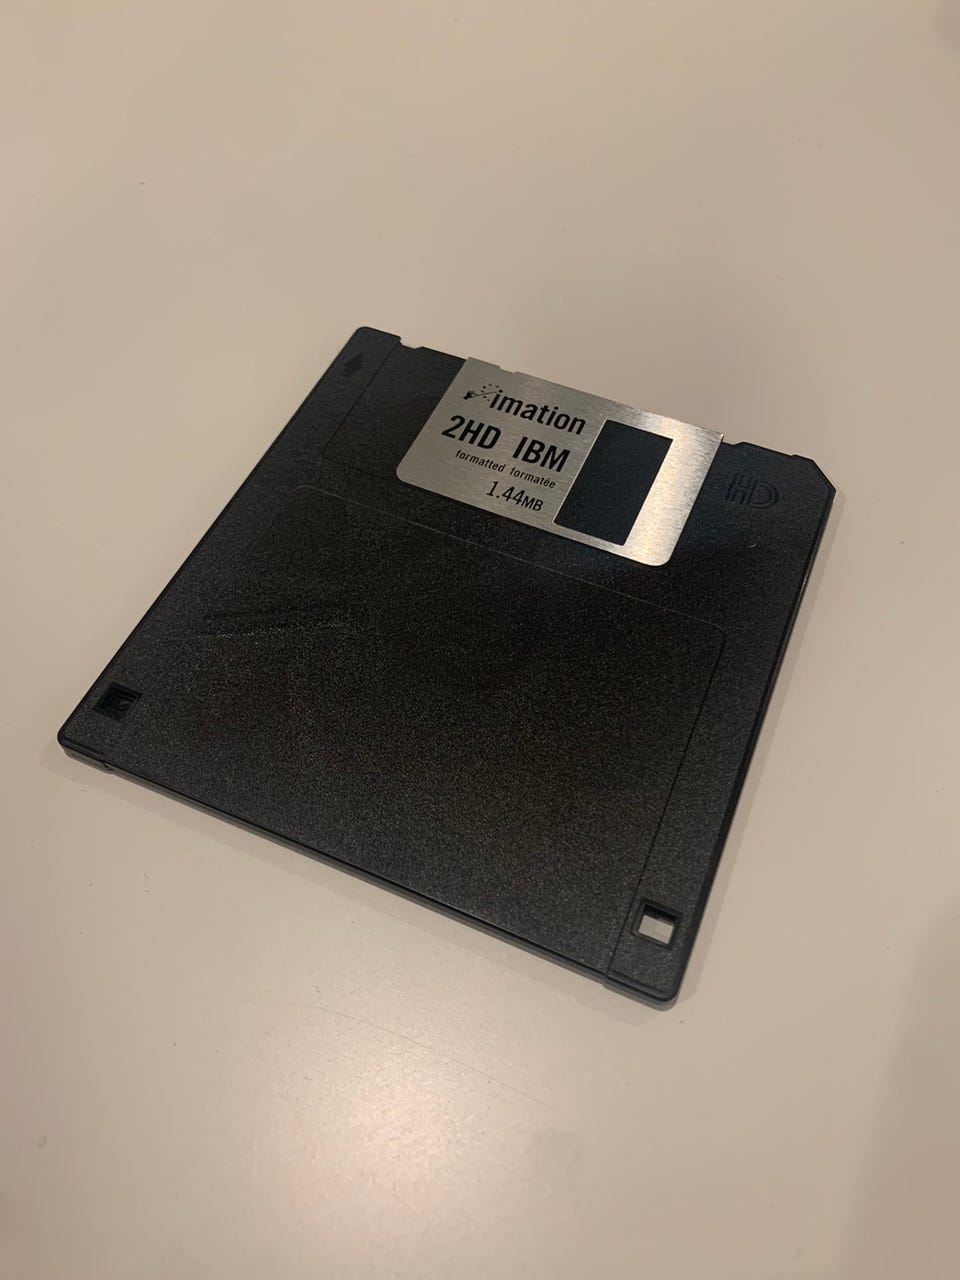 imation
2HD IBM
formatted formatée
1.44MB
HD